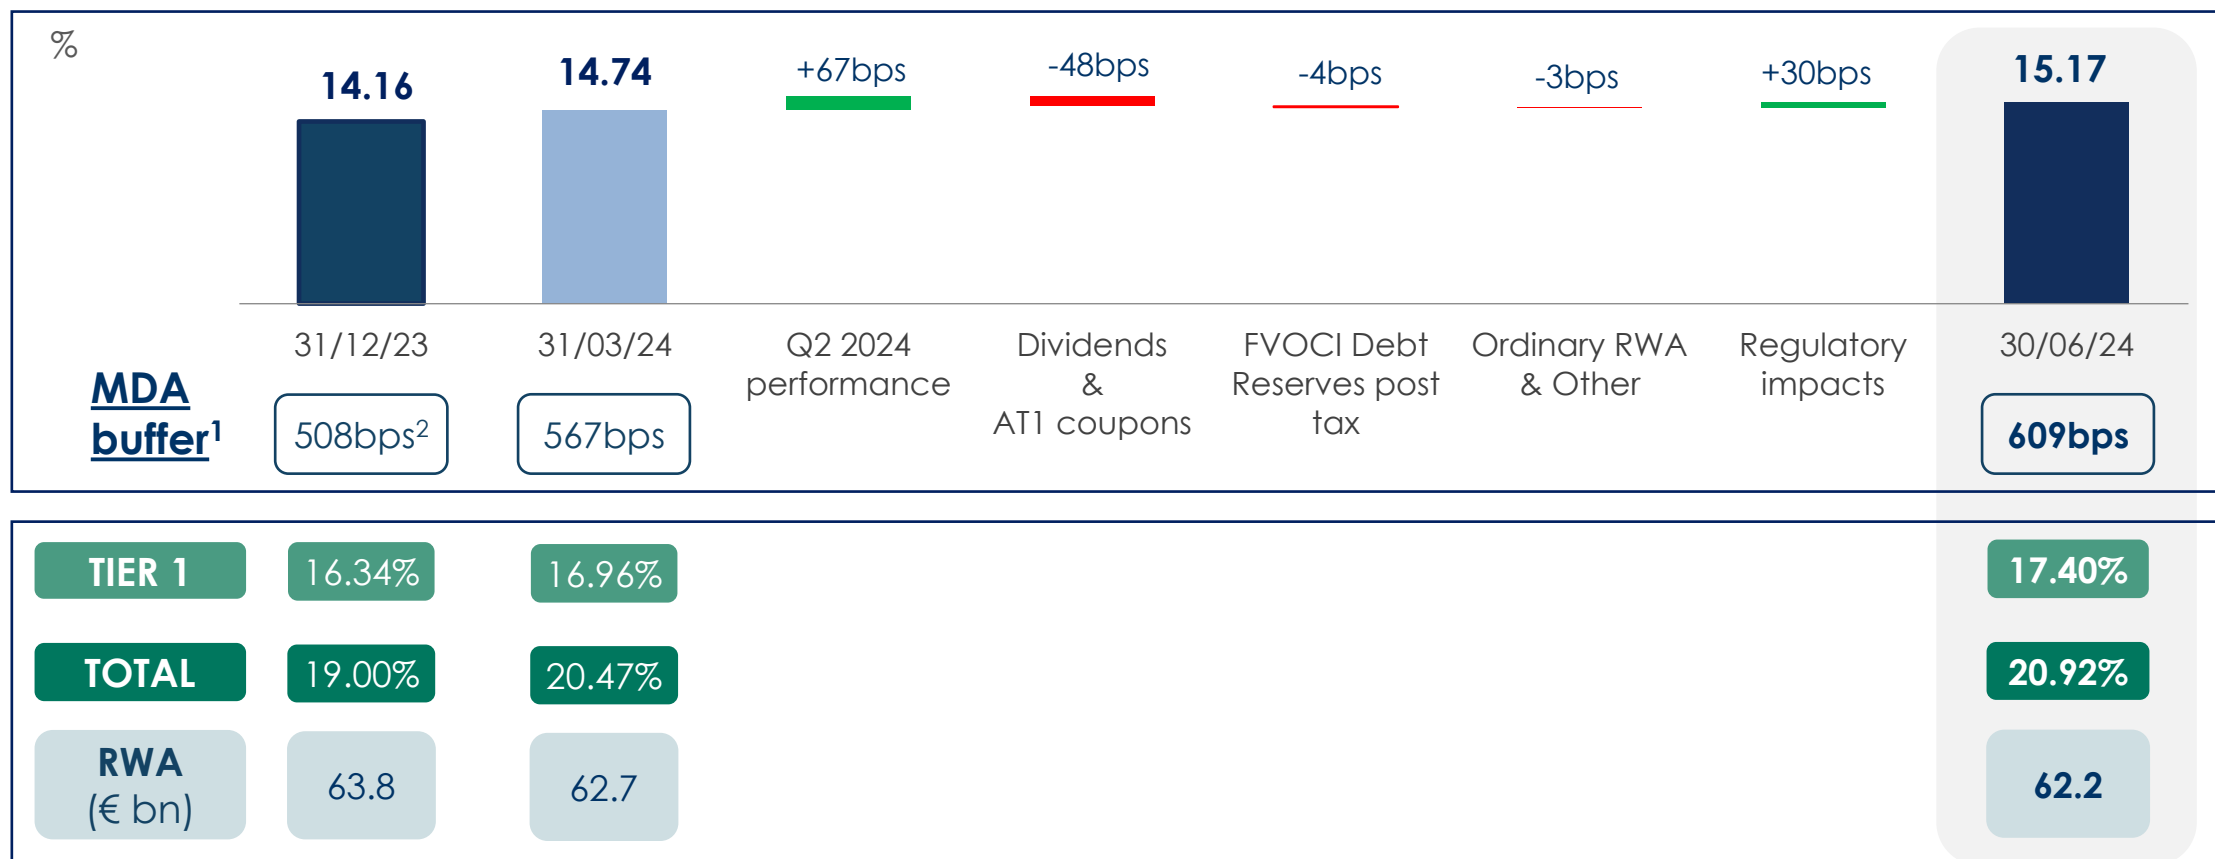 %
14.16
14.74
+67bps
-48bps
-4bps
-3bps
+30bps
15.17
31/12/23
31/03/24
Q2 2024
performance
Dividends
&
AT1 coupons
FVOCI Debt
Reserves post
tax
Ordinary RWA
& Other
Regulatory
impacts
30/06/24
MDA
buffer1
508bps2
567bps
609bps
TIER 1
16.34%
16.96%
17.40%
TOTAL
19.00%
20.47%
20.92%
RWA
(€ bn)
63.8
62.7
62.2